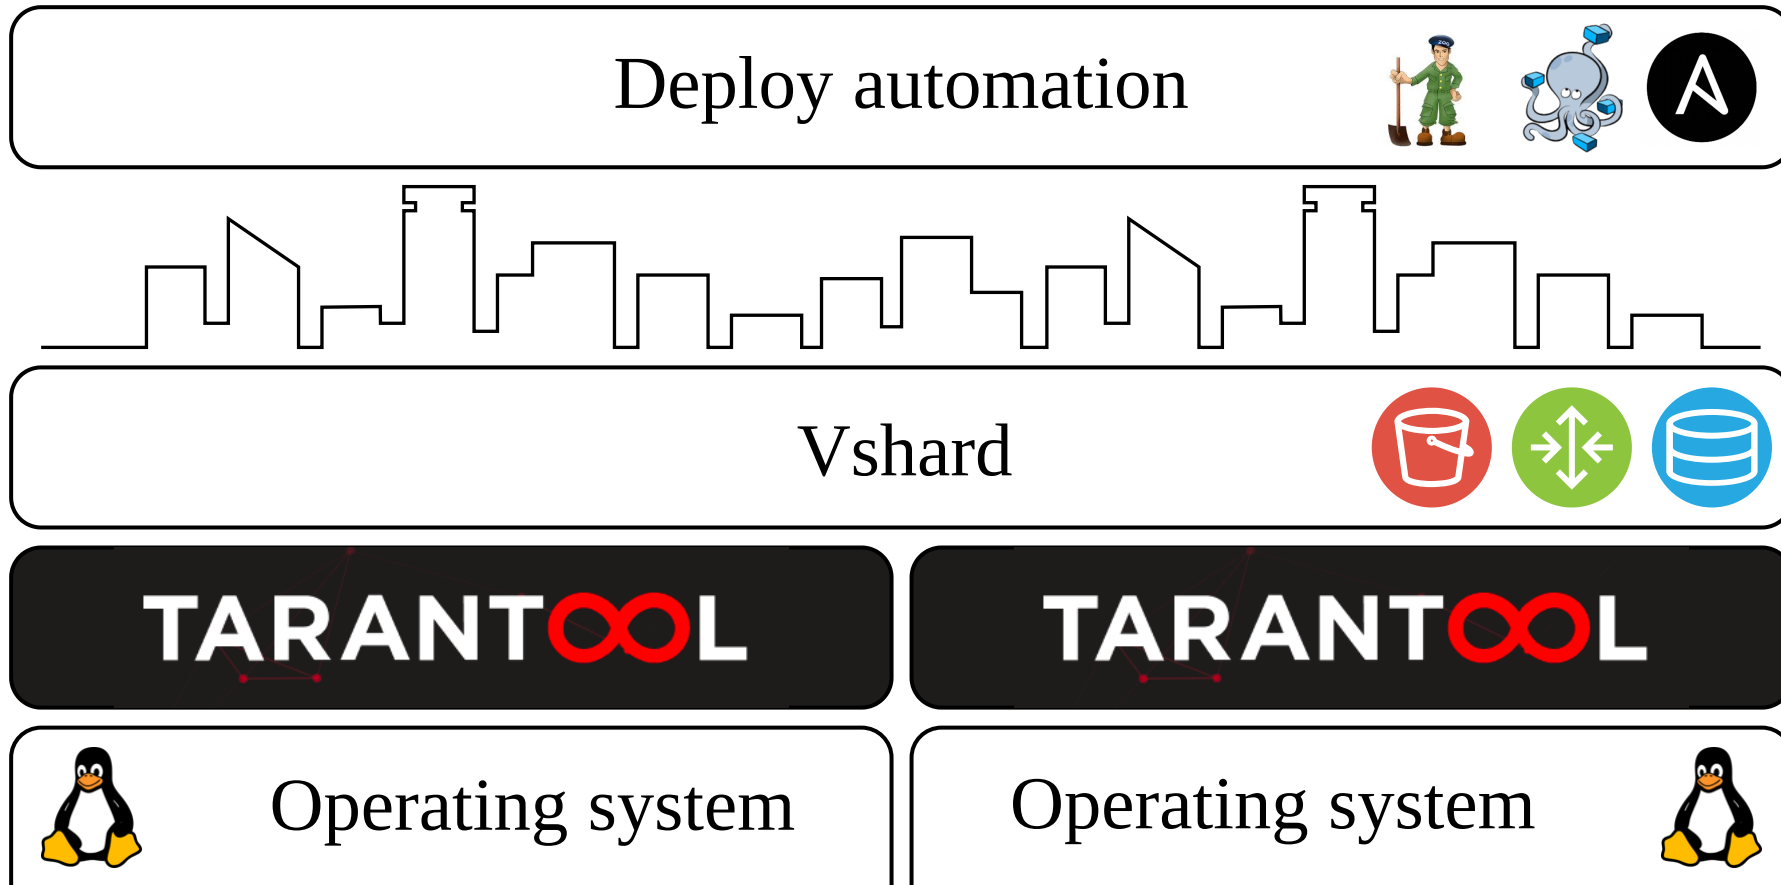 Deploy automation
Vshard
TARANTOOL
TARANTOOL
Operating system
Operating system